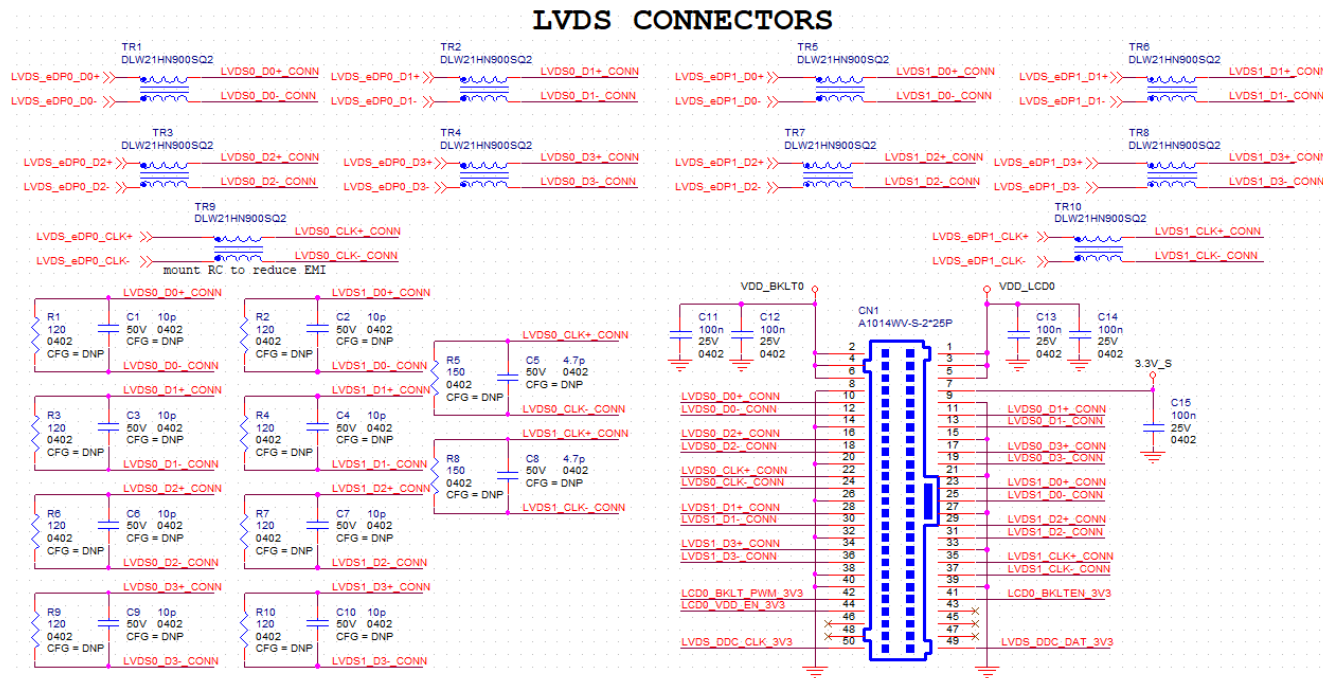 LVDS CONNECTORS
TR1
DLW21HN900SQ2
LVDS_eDP0_D0+
LVDS0_D0+_CONN
LVDS_eDP0_D0-
LVDS0_D0-_CONN
TR2
DLW21HN900SQ2
LVDS_eDP0_D1+
LVDS0_D1+_CONN
LVDS_eDP0_D1-
LVDS0_D1-_CONN
TR5
DLW21HN900SQ2
LVDS_eDP1_D0+
LVDS1_D0+_CONN
LVDS_eDP1_D0-
LVDS1_D0-_CONN
TR6
DLW21HN900SQ2
LVDS_eDP1_D1+
LVDS1_D1+_CONN
LVDS_eDP1_D1-
LVDS1_D1-_CONN
TR3
DLW21HN900SQ2
LVDS_eDP0_D2+
LVDS0_D2+_CONN
LVDS_eDP0_D2-
LVDS0_D2-_CONN
TR4
DLW21HN900SQ2
LVDS_eDP0_D3+
LVDS0_D3+_CONN
LVDS_eDP0_D3-
LVDS0_D3-_CONN
TR7
DLW21HN900SQ2
LVDS_eDP1_D2+
LVDS1_D2+_CONN
LVDS_eDP1_D2-
LVDS1_D2-_CONN
TR8
DLW21HN900SQ2
LVDS_eDP1_D3+
LVDS1_D3+_CONN
LVDS_eDP1_D3-
LVDS1_D3-_CONN
TR9
DLW21HN900SQ2
LVDS_eDP0_CLK+
LVDS0_CLK+_CONN
LVDS_eDP0_CLK-
LVDS0_CLK-_CONN
TR10
DLW21HN900SQ2
LVDS_eDP1_CLK+
LVDS1_CLK+_CONN
LVDS_eDP1_CLK-
LVDS1_CLK-_CONN
mount RC to reduce EMI
LVDS0_D0+_CONN
R1
120
0402
CFG = DNP
C1 10p
50V 0402
CFG = DNP
LVDS0_D0-_CONN
LVDS1_D0+_CONN
R2
120
0402
CFG = DNP
C2 10p
50V 0402
CFG = DNP
LVDS1_D0-_CONN
LVDS0_D1+_CONN
R3
120
0402
CFG = DNP
C3 10p
50V 0402
CFG = DNP
LVDS0_D1-_CONN
LVDS1_D1+_CONN
R4
120
0402
CFG = DNP
C4 10p
50V 0402
CFG = DNP
LVDS1_D1-_CONN
LVDS0_CLK+_CONN
R5
150
0402
CFG = DNP
C5 4.7p
50V 0402
CFG = DNP
LVDS0_CLK-_CONN
LVDS1_CLK+_CONN
R8
150
0402
CFG = DNP
C8 4.7p
50V 0402
CFG = DNP
LVDS1_CLK-_CONN
LVDS0_D2+_CONN
R6
120
0402
CFG = DNP
C6 10p
50V 0402
CFG = DNP
LVDS0_D2-_CONN
LVDS1_D2+_CONN
R7
120
0402
CFG = DNP
C7 10p
50V 0402
CFG = DNP
LVDS1_D2-_CONN
LVDS0_D3+_CONN
R9
120
0402
CFG = DNP
C9 10p
50V 0402
CFG = DNP
LVDS0_D3-_CONN
LVDS1_D3+_CONN
R10
120
0402
CFG = DNP
C10 10p
50V 0402
CFG = DNP
LVDS1_D3-_CONN
VDD_BKLT0
C11
100n
25V
0402
C12
100n
25V
0402
CN1
A1014WV-S-2*25P
VDD_LCD0
C13
100n
25V
0402
C14
100n
25V
0402
3.3V_S
C15
100n
25V
0402
2 1
4 3
6 5
8 7
10 9
LVDS0_D0+_CONN
LVDS0_D0-_CONN 12 11 LVDS0_D1+_CONN
14 13 LVDS0_D1-_CONN
16 15
LVDS0_D2+_CONN
LVDS0_D2-_CONN 18 17 LVDS0_D3+_CONN
20 19 LVDS0_D3-_CONN
22 21
LVDS0_CLK+_CONN
LVDS0_CLK-_CONN 24 23 LVDS1_D0+_CONN
26 25 LVDS1_D0-_CONN
28 27
LVDS1_D1+_CONN
LVDS1_D1-_CONN 30 29 LVDS1_D2+_CONN
32 31 LVDS1_D2-_CONN
34 33
LVDS1_D3+_CONN
LVDS1_D3-_CONN 36 35 LVDS1_CLK+_CONN
38 37 LVDS1_CLK-_CONN
40 39
LCD0_BKLT_PWM_3V3 42 41 LCD0_BKLTEN_3V3
LCD0_VDD_EN_3V3 44 43
46 45
48 47
LVDS_DDC_CLK_3V3 50 49 LVDS_DDC_DAT_3V3